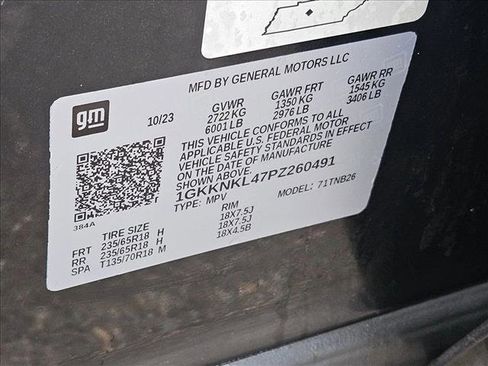 MFD BY GENERAL MOTORS LLC
gm
10/23
GVWR GAWR FRT GAWR RR
2722 KG 1350 KG 1545 KG
6001 LB 2976 LB 3406 LB
THIS VEHICLE CONFORMS TO ALL
APPLICABLE U.S. FEDERAL MOTOR
VEHICLE SAFETY STANDARDS IN EFFECT
ON THE DATE OF MANUFACTURE
SHOWN ABOVE.
1GKKNKL47PZ260491
TYPE: MPV MODEL: 71TNB26
384A
TIRE SIZE RIM
FRT 235/65R18 H 18X7.5J
RR 235/65R18 H 18X7.5J
SPA T135/70R18 M 18X4.5B